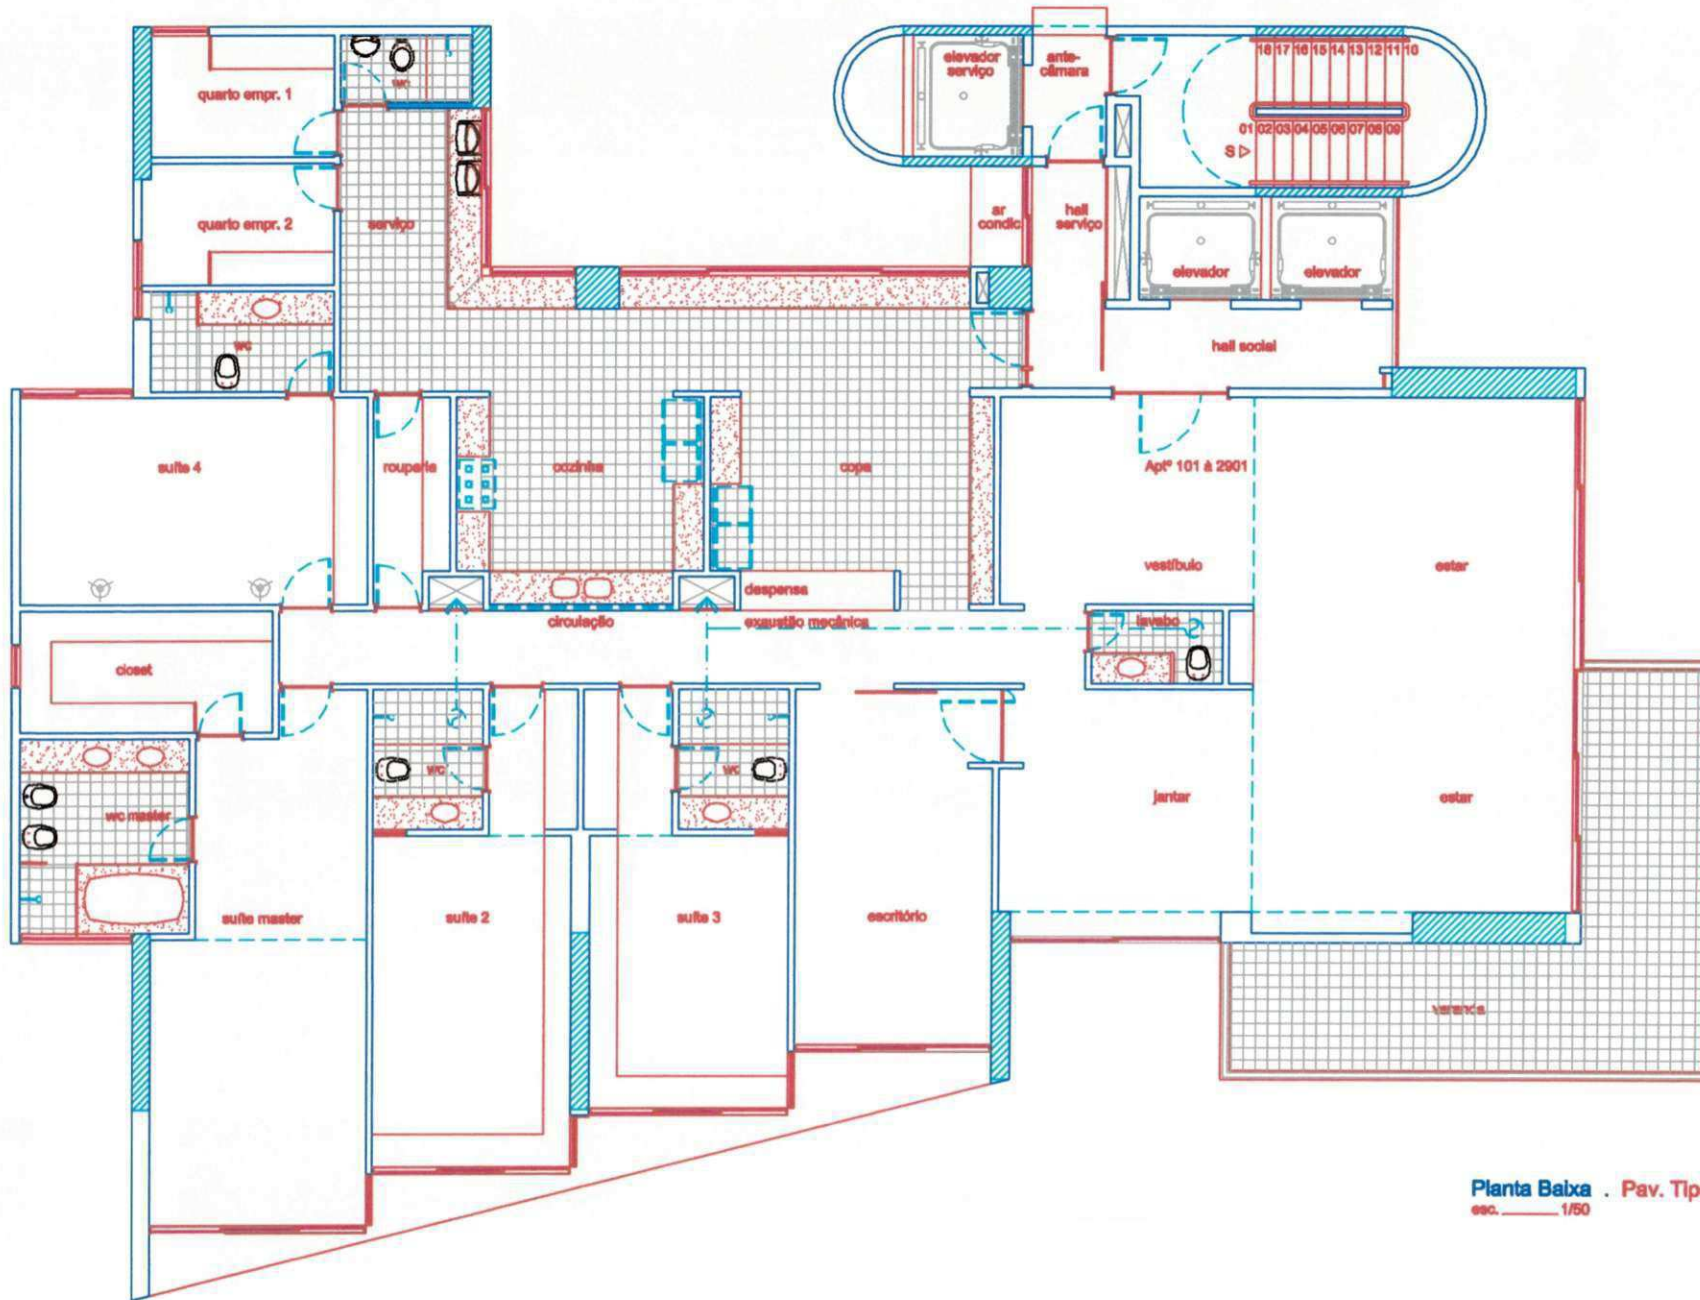 18 17 16 15 14 13 12 11 10
elevador
serviço
ante-
câmara
wc
quarto empr. 1
01 02 03 04 05 06 07 08 09
S
quarto empr. 2
serviço
ar
condic
hall
serviço
elevador
elevador
wc
hall social
suíte 4
rouparia
cozinha
copa
Aptº 101 à 2901
vestíbulo
estar
despensa
circulação
exaustão mecânica
lavabo
closet
wc
wc
wc master
jantar
estar
suíte master
suíte 2
suíte 3
escritório
varanda
Planta Baixa . Pav. Tip
esc. 1/50